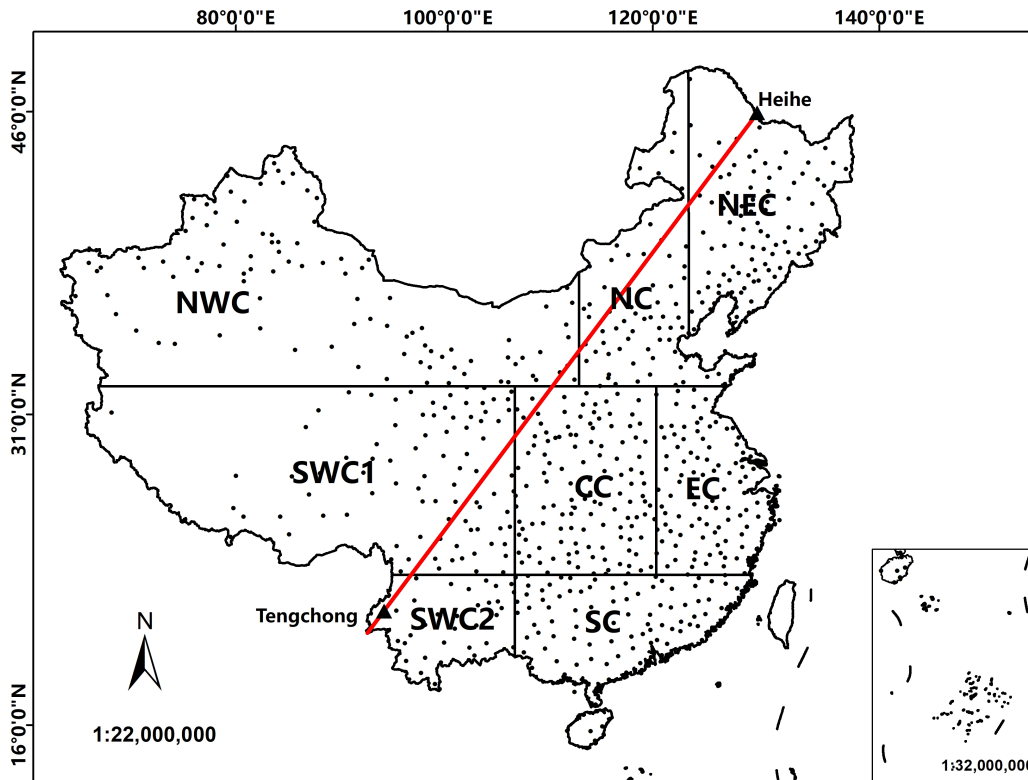 80°0'0"E 100°0'0"E 120°0'0"E 140°0'0"E
46°0'0"N
Heihe
NEC
NWC
NC
31°0'0"N
SWC1
CC
EC
Tengchong
SWC2
SC
N
16°0'0"N
1:22,000,000
1:32,000,000